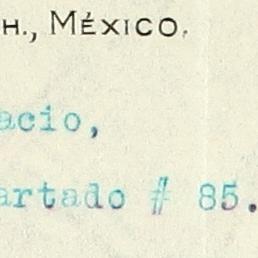 H., MÉXICO.
acio,
artado # 85.